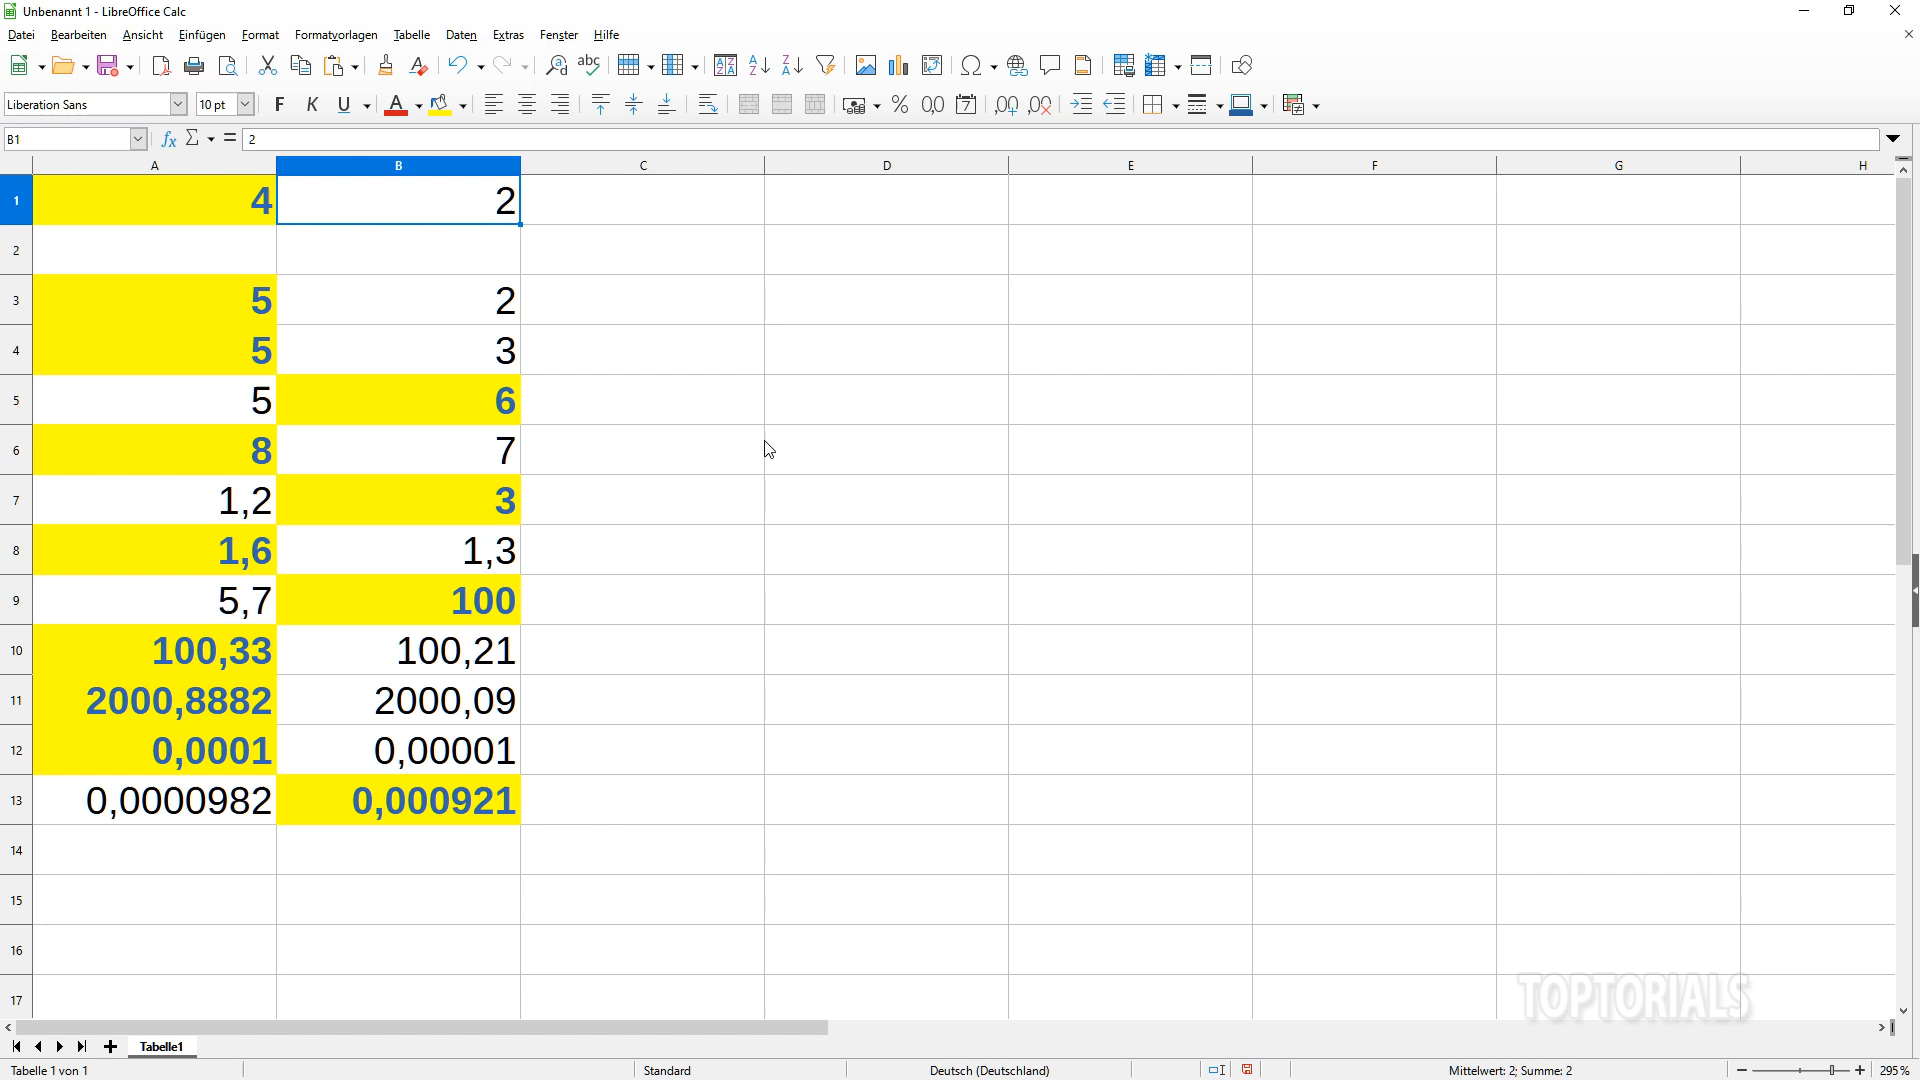 Unbenannt 1 - LibreOffice Calc
Datei Bearbeiten Ansicht Einfügen Format Formatvorlagen Tabelle Daten Extras Fenster Hilfe
Liberation Sans 10 pt F K U A
B1 fx Σ = 2
A B C D E F G H
1 4 2
2
3 5 2
4 5 3
5 5 6
6 8 7
7 1,2 3
8 1,6 1,3
9 5,7 100
10 100,33 100,21
11 2000,8882 2000,09
12 0,0001 0,00001
13 0,0000982 0,000921
14
15
16
17
TOPTORIALS
Tabelle1
Tabelle 1 von 1 Standard Deutsch (Deutschland) Mittelwert: 2; Summe: 2 295%